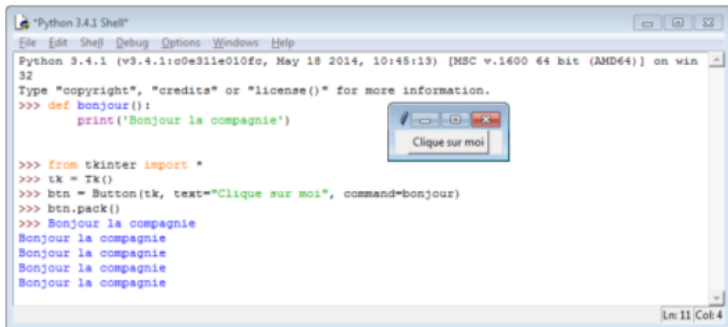 *Python 3.4.1 Shell*
File Edit Shell Debug Options Windows Help
Python 3.4.1 (v3.4.1:c0e311e010fc, May 18 2014, 10:45:13) [MSC v.1600 64 bit (AMD64)] on win
32
Type "copyright", "credits" or "license()" for more information.
>>> def bonjour():
print('Bonjour la compagnie')
Clique sur moi
>>> from tkinter import *
>>> tk = Tk()
>>> btn = Button(tk, text="Clique sur moi", command=bonjour)
>>> btn.pack()
>>> Bonjour la compagnie
Bonjour la compagnie
Bonjour la compagnie
Bonjour la compagnie
Bonjour la compagnie
Ln: 11 Col: 4